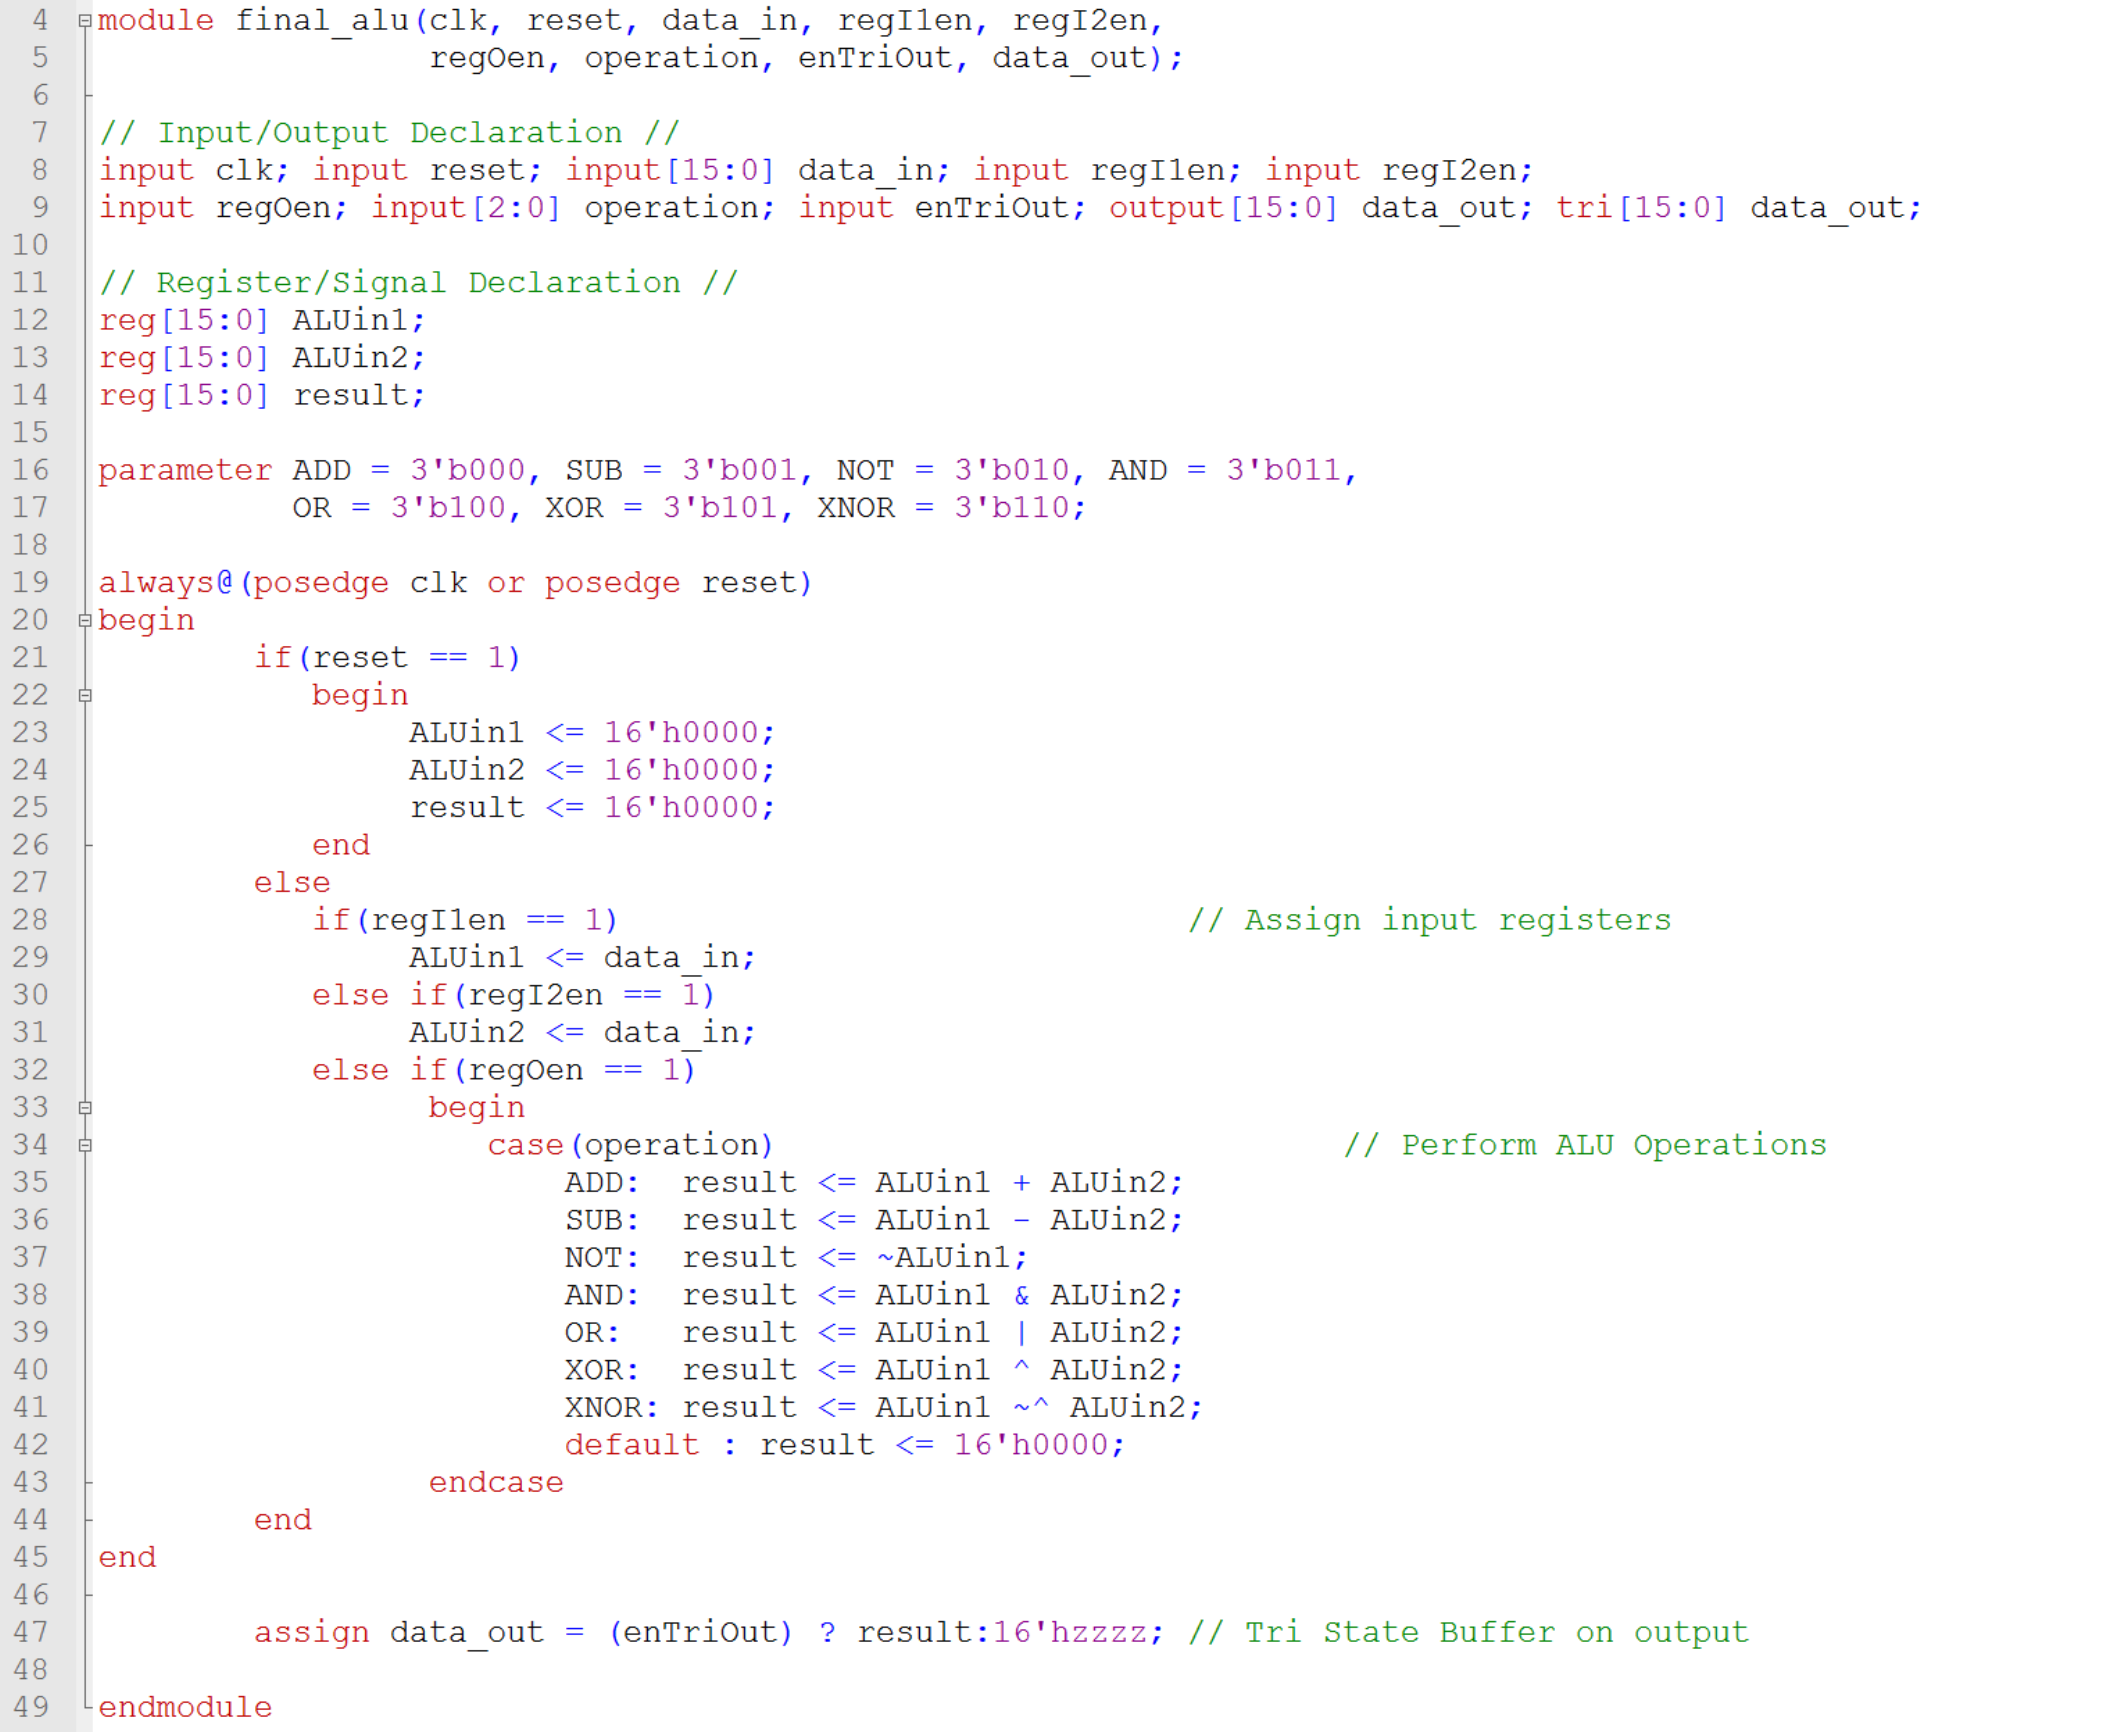 4 module final_alu(clk, reset, data_in, regI1en, regI2en,
5 regOen, operation, enTriOut, data_out);
6
7 // Input/Output Declaration //
8 input clk; input reset; input[15:0] data_in; input regI1en; input regI2en;
9 input regOen; input[2:0] operation; input enTriOut; output[15:0] data_out; tri[15:0] data_out;
10
11 // Register/Signal Declaration //
12 reg[15:0] ALUin1;
13 reg[15:0] ALUin2;
14 reg[15:0] result;
15
16 parameter ADD = 3'b000, SUB = 3'b001, NOT = 3'b010, AND = 3'b011,
17 OR = 3'b100, XOR = 3'b101, XNOR = 3'b110;
18
19 always@(posedge clk or posedge reset)
20 begin
21 if(reset == 1)
22 begin
23 ALUin1 <= 16'h0000;
24 ALUin2 <= 16'h0000;
25 result <= 16'h0000;
26 end
27 else
28 if(regI1en == 1) // Assign input registers
29 ALUin1 <= data_in;
30 else if(regI2en == 1)
31 ALUin2 <= data_in;
32 else if(regOen == 1)
33 begin
34 case(operation) // Perform ALU Operations
35 ADD: result <= ALUin1 + ALUin2;
36 SUB: result <= ALUin1 - ALUin2;
37 NOT: result <= ~ALUin1;
38 AND: result <= ALUin1 & ALUin2;
39 OR: result <= ALUin1 | ALUin2;
40 XOR: result <= ALUin1 ^ ALUin2;
41 XNOR: result <= ALUin1 ~^ ALUin2;
42 default : result <= 16'h0000;
43 endcase
44 end
45 end
46
47 assign data_out = (enTriOut) ? result:16'hzzzz; // Tri State Buffer on output
48
49 endmodule